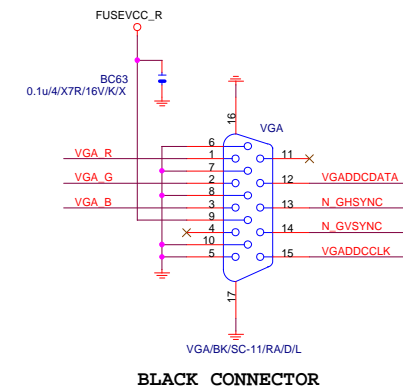 FUSEVCC_R
BC63
0.1u/4/X7R/16V/K/X
16
VGA
6
VGA_R 1 11
7
VGA_G 2 12 VGADDCDATA
8
VGA_B 3 13 N_GHSYNC
9
4 14 N_GVSYNC
10
5 15 VGADDCCLK
17
VGA/BK/SC-11/RA/D/L
BLACK CONNECTOR